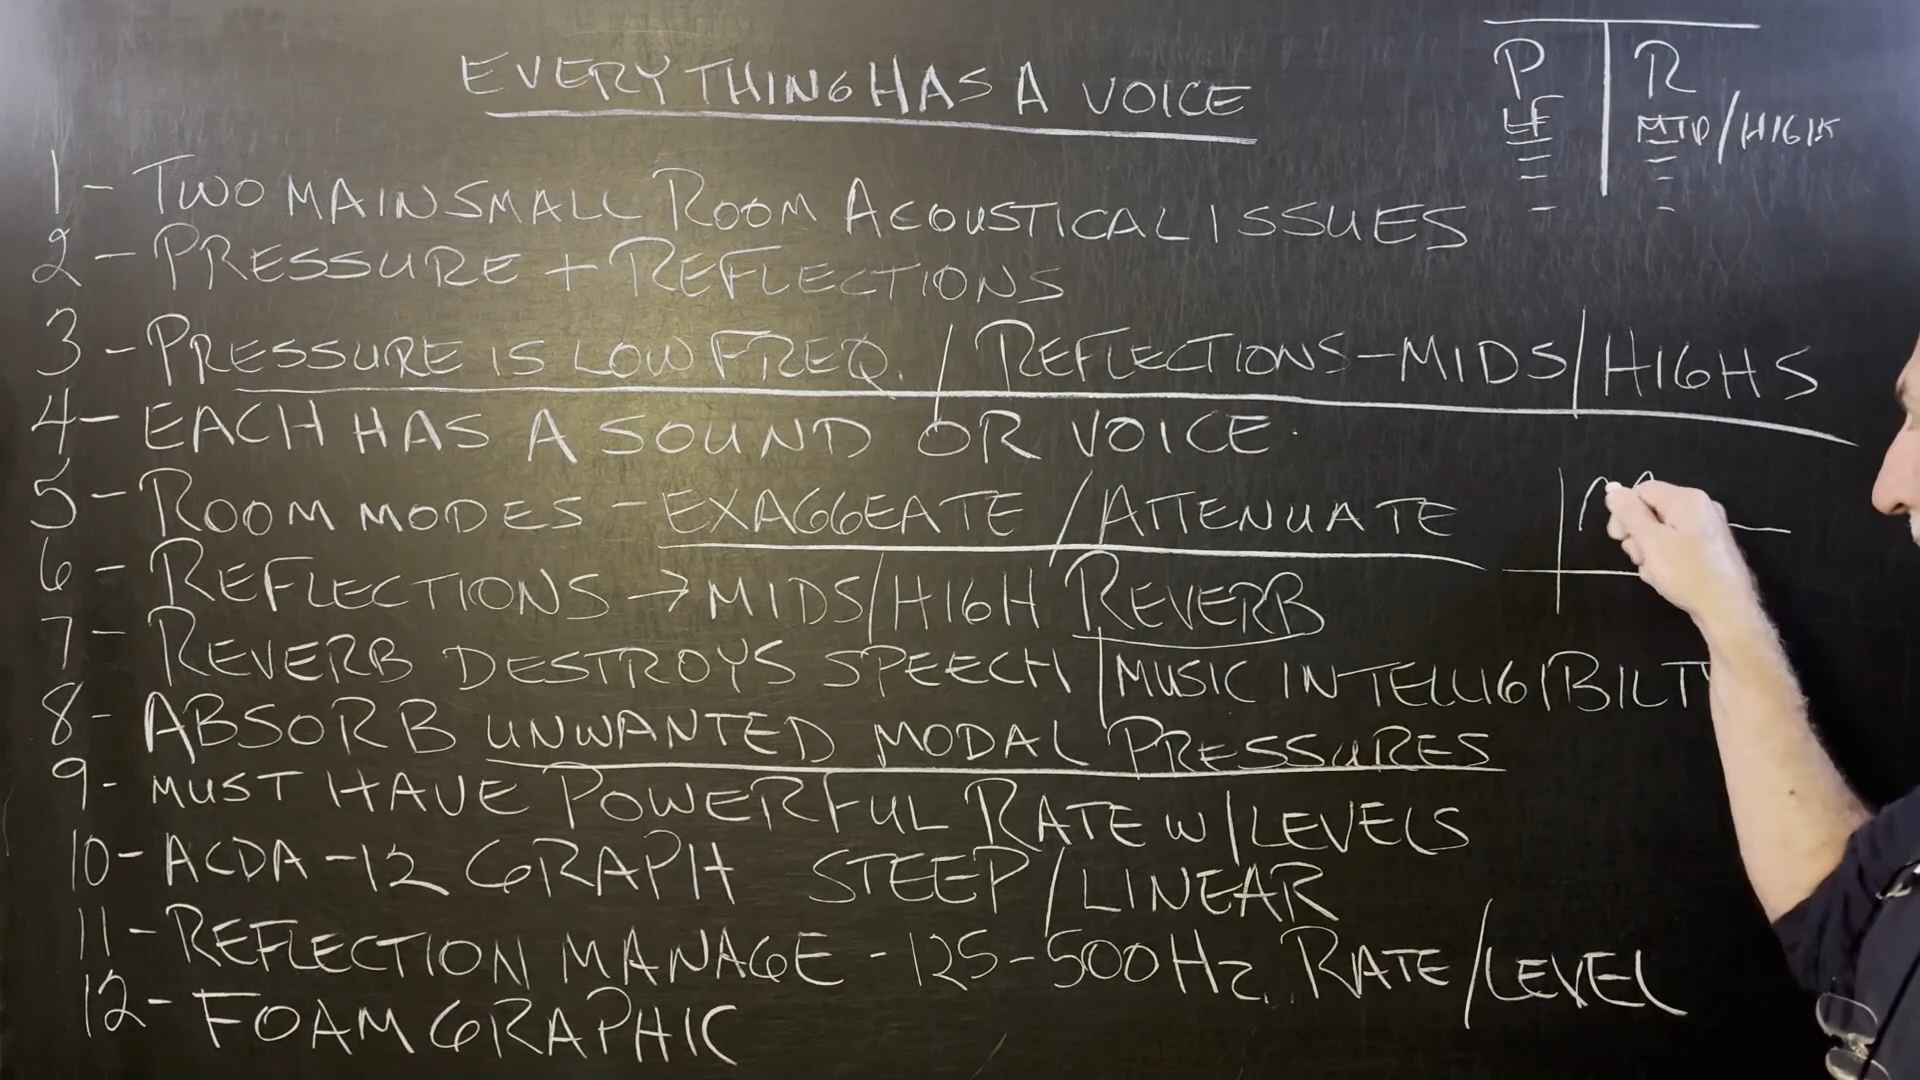 EVERYTHING HAS A VOICE
P | R
LF | MID/HIGH
1 - TWO MAIN SMALL ROOM ACOUSTICAL ISSUES
2 - PRESSURE + REFLECTIONS
3 - PRESSURE IS LOW FREQ. / REFLECTIONS - MIDS/HIGHS
4 - EACH HAS A SOUND OR VOICE.
5 - ROOM MODES - EXAGGEATE / ATTENUATE
6 - REFLECTIONS → MIDS/HIGH REVERB
7 - REVERB DESTROYS SPEECH | MUSIC INTELLIGIBILTY
8 - ABSORB UNWANTED MODAL PRESSURES
9 - MUST HAVE POWERFUL RATE W/LEVELS
10 - ACDA-12 GRAPH STEEP/LINEAR
11 - REFLECTION MANAGE - 125-500Hz. RATE/LEVEL
12 - FOAM GRAPHIC